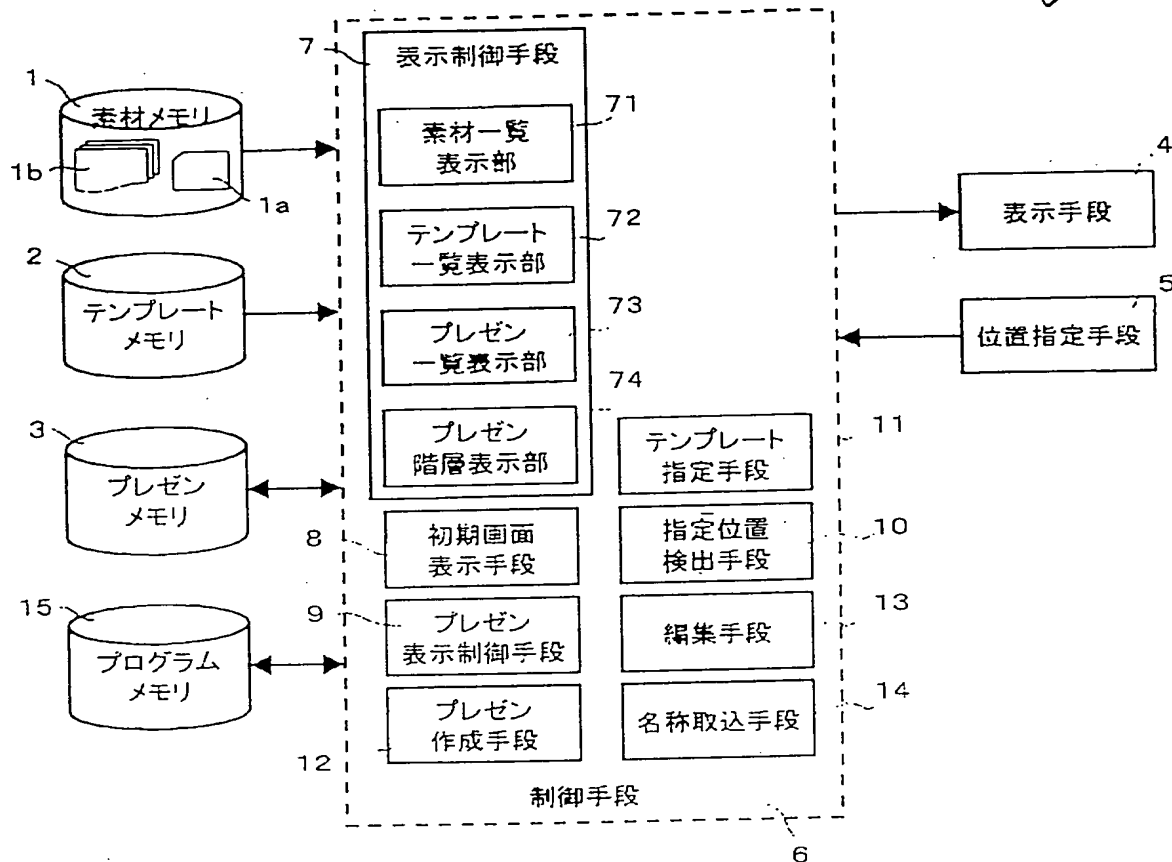 1
素材メモリ
1b
1a
2
テンプレート
メモリ
3
プレゼン
メモリ
15
プログラム
メモリ
7
表示制御手段
71
素材一覧
表示部
72
テンプレート
一覧表示部
73
プレゼン
一覧表示部
74
プレゼン
階層表示部
8
初期画面
表示手段
9
プレゼン
表示制御手段
12
プレゼン
作成手段
テンプレート
指定手段
11
指定位置
検出手段
10
編集手段
13
名称取込手段
14
制御手段
6
4
表示手段
5
位置指定手段